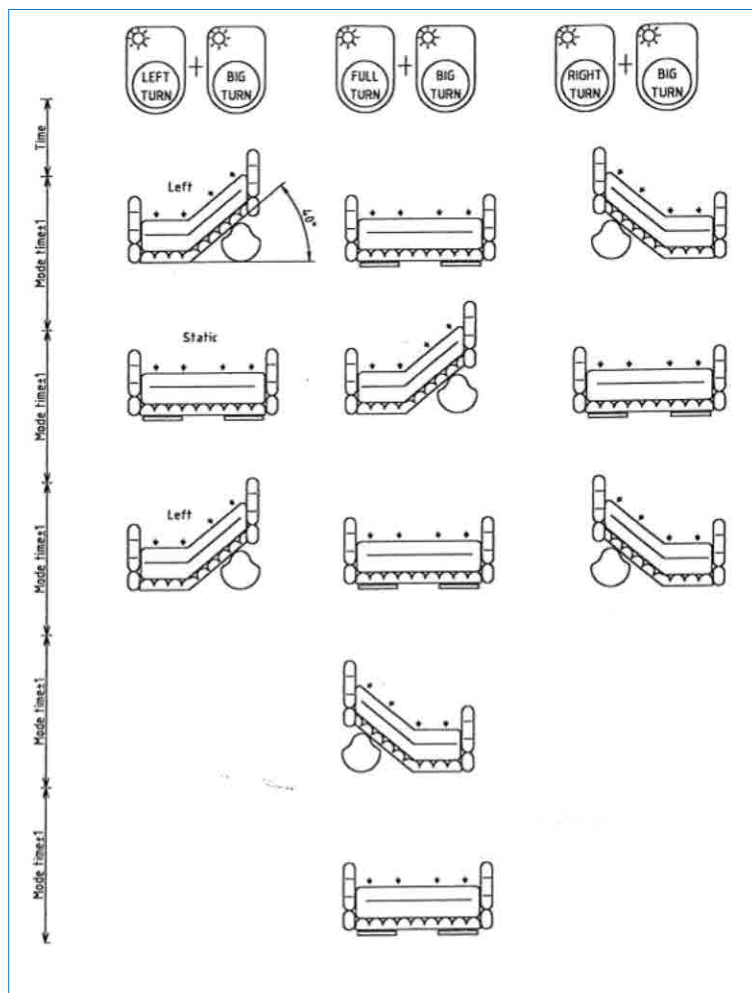 LEFT TURN + BIG TURN
FULL TURN + BIG TURN
RIGHT TURN + BIG TURN
Time
Mode time±1
Left
40°
Mode time±1
Static
Mode time±1
Left
Mode time±1
Mode time±1